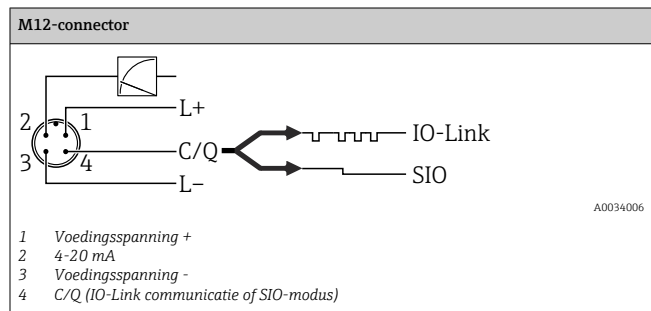 M12-connector
L+
2 1
C/Q
IO-Link
3 4
SIO
L–
A0034006
1 Voedingsspanning +
2 4-20 mA
3 Voedingsspanning -
4 C/Q (IO-Link communicatie of SIO-modus)